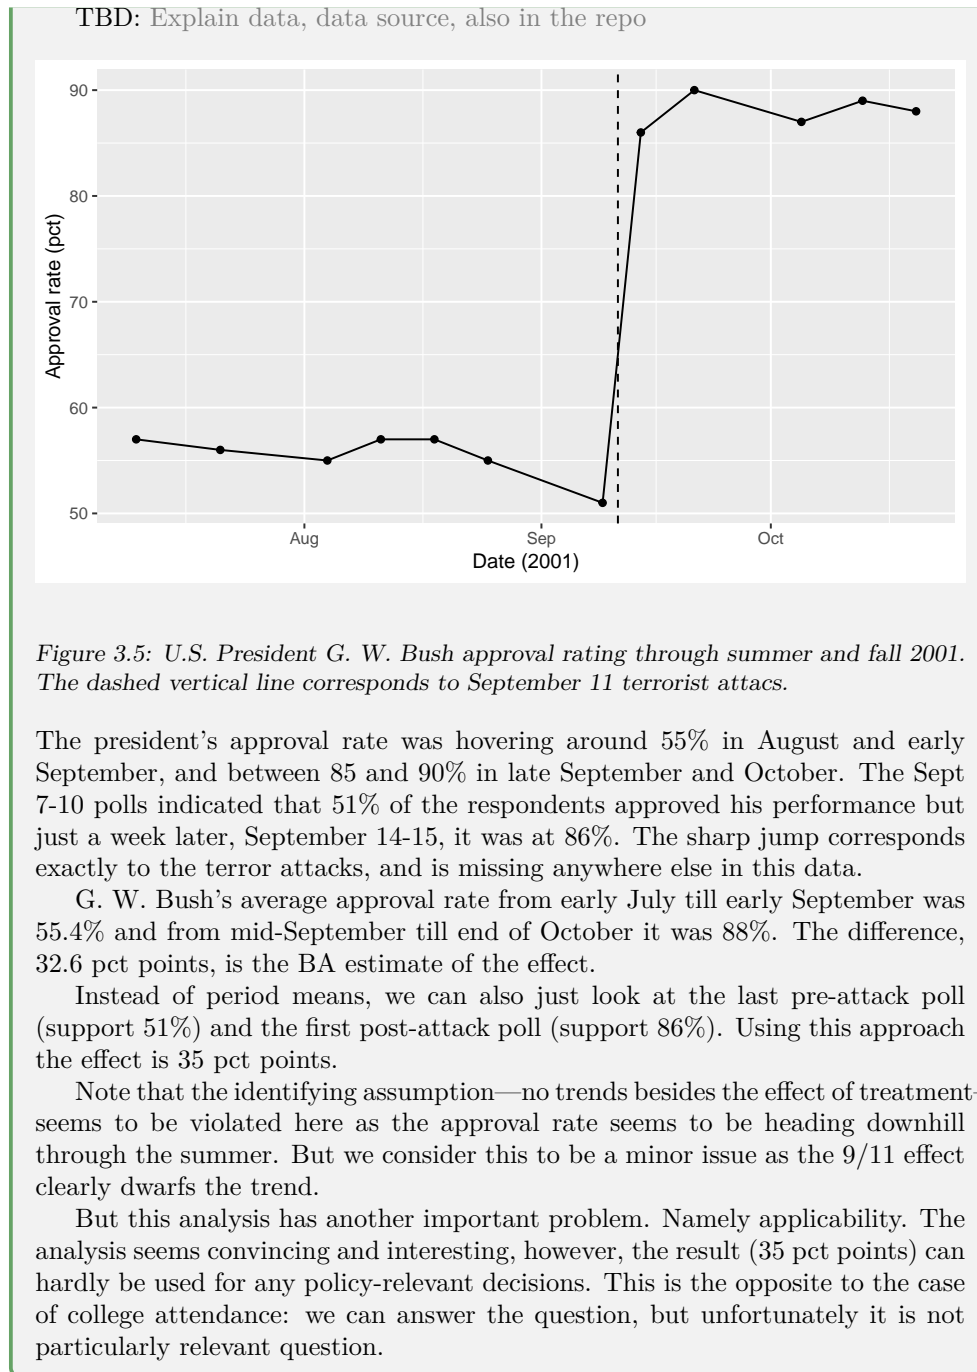 TBD: Explain data, data source, also in the repo
90
80
70
60
50
Approval rate (pct)
Aug
Sep
Oct
Date (2001)
Figure 3.5: U.S. President G. W. Bush approval rating through summer and fall 2001.
The dashed vertical line corresponds to September 11 terrorist attacs.
The president's approval rate was hovering around 55% in August and early
September, and between 85 and 90% in late September and October. The Sept
7-10 polls indicated that 51% of the respondents approved his performance but
just a week later, September 14-15, it was at 86%. The sharp jump corresponds
exactly to the terror attacks, and is missing anywhere else in this data.
G. W. Bush's average approval rate from early July till early September was
55.4% and from mid-September till end of October it was 88%. The difference,
32.6 pct points, is the BA estimate of the effect.
Instead of period means, we can also just look at the last pre-attack poll
(support 51%) and the first post-attack poll (support 86%). Using this approach
the effect is 35 pct points.
Note that the identifying assumption—no trends besides the effect of treatment—
seems to be violated here as the approval rate seems to be heading downhill
through the summer. But we consider this to be a minor issue as the 9/11 effect
clearly dwarfs the trend.
But this analysis has another important problem. Namely applicability. The
analysis seems convincing and interesting, however, the result (35 pct points) can
hardly be used for any policy-relevant decisions. This is the opposite to the case
of college attendance: we can answer the question, but unfortunately it is not
particularly relevant question.